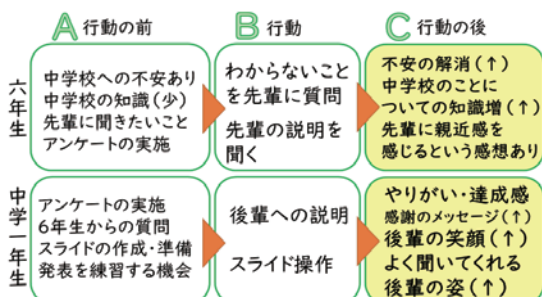 A 行動の前
B 行動
C 行動の後
六年生
中学校への不安あり
中学校の知識(少)
先輩に聞きたいこと
アンケートの実施
わからないこと
を先輩に質問
先輩の説明を
聞く
不安の解消(↑)
中学校のことに
ついての知識増(↑)
先輩に親近感を
感じるという感想あり
中学一年生
アンケートの実施
6年生からの質問
スライドの作成・準備
発表を練習する機会
後輩への説明
スライド操作
やりがい・達成感
感謝のメッセージ(↑)
後輩の笑顔(↑)
よく聞いてくれる
後輩の姿(↑)